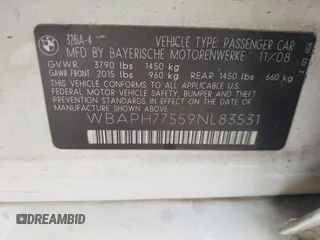 BMW
328iA-4
VEHICLE TYPE: PASSENGER CAR
MFD BY BAYERISCHE MOTORENWERKE 11/08
GVWR 3790 lbs 1450 kg
GAWR FRONT 2015 lbs 960 kg REAR 1450 lbs 660 kg
THIS VEHICLE CONFORMS TO ALL APPLICABLE
FEDERAL MOTOR VEHICLE SAFETY, BUMPER AND
THEFT PREVENTION STANDARDS IN EFFECT ON THE DATE OF
MANUFACTURE SHOWN ABOVE.
WBAPH77559NL83531
DREAMBID